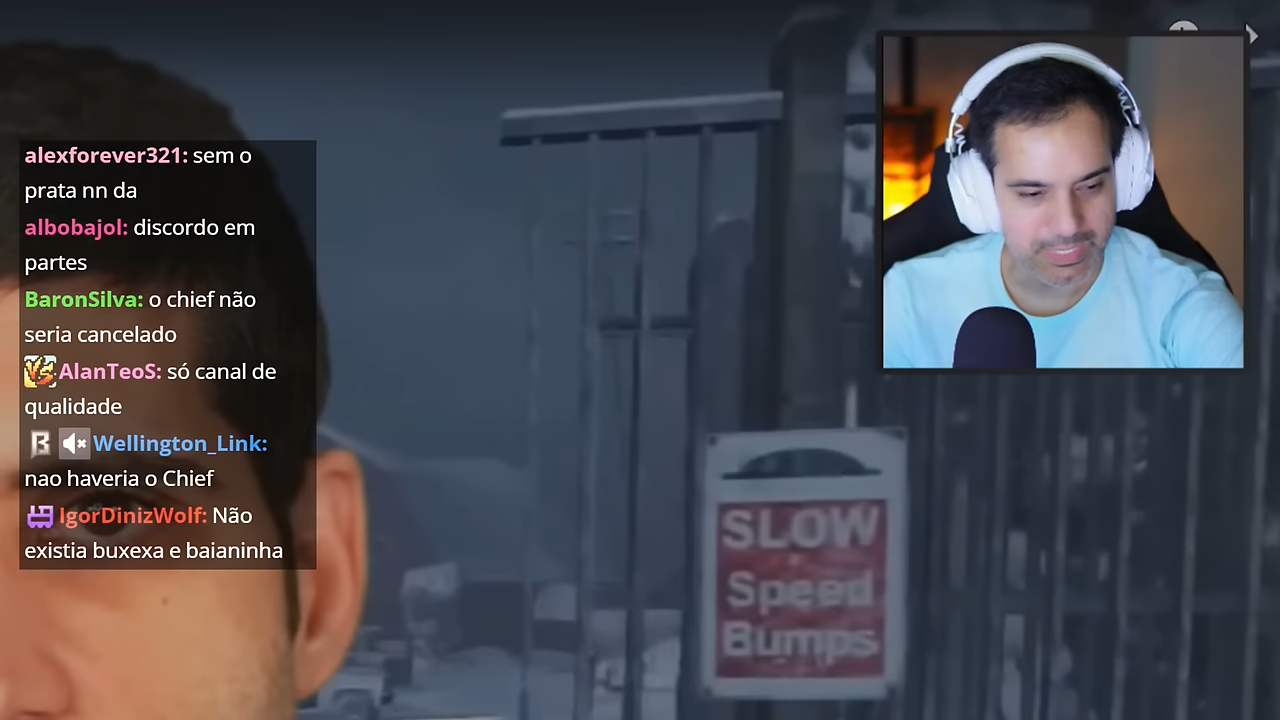 alexforever321: sem o
prata nn da
albobajol: discordo em
partes
BaronSilva: o chief não
seria cancelado
AlanTeoS: só canal de
qualidade
Wellington_Link:
nao haveria o Chief
IgorDinizWolf: Não
existia buxexa e baianinha
SLOW
Speed
Bumps